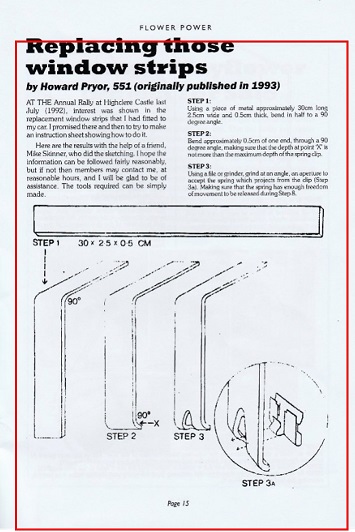 FLOWER POWER
Replacing those
window strips
by Howard Pryor, 551 (originally published in 1993)
AT THE Annual Rally at Highclere Castle last
July (1992), interest was shown in the
replacement window strips that I had fitted to
my car. I promised there and then to try to make
an instruction sheet showing how to do it.
Here are the results with the help of a friend,
Mike Skinner, who did the sketching. I hope the
information can be followed fairly reasonably,
but if not then members may contact me, at
reasonable hours, and I will be glad to be of
assistance. The tools required can be simply
made.
STEP 1:
Using a piece of metal approximately 30cm long
2.5cm wide and 0.5cm thick, bend in half to a 90
degree angle.
STEP 2:
Bend approximately 0.5cm of one end, through a 90
degree angle, making sure that the depth at point 'X' is
not more than the maximum depth of the spring clip.
STEP 3:
Using a file or grinder, grind at an angle, an aperture to
accept the spring which projects from the clip (Step
3a). Making sure that the spring has enough freedom
of movement to be released during Step 8.
STEP 1 30 x 2·5 x 0·5 CM
90°
90°
X
STEP 2
STEP 3
STEP 3A
Page 15